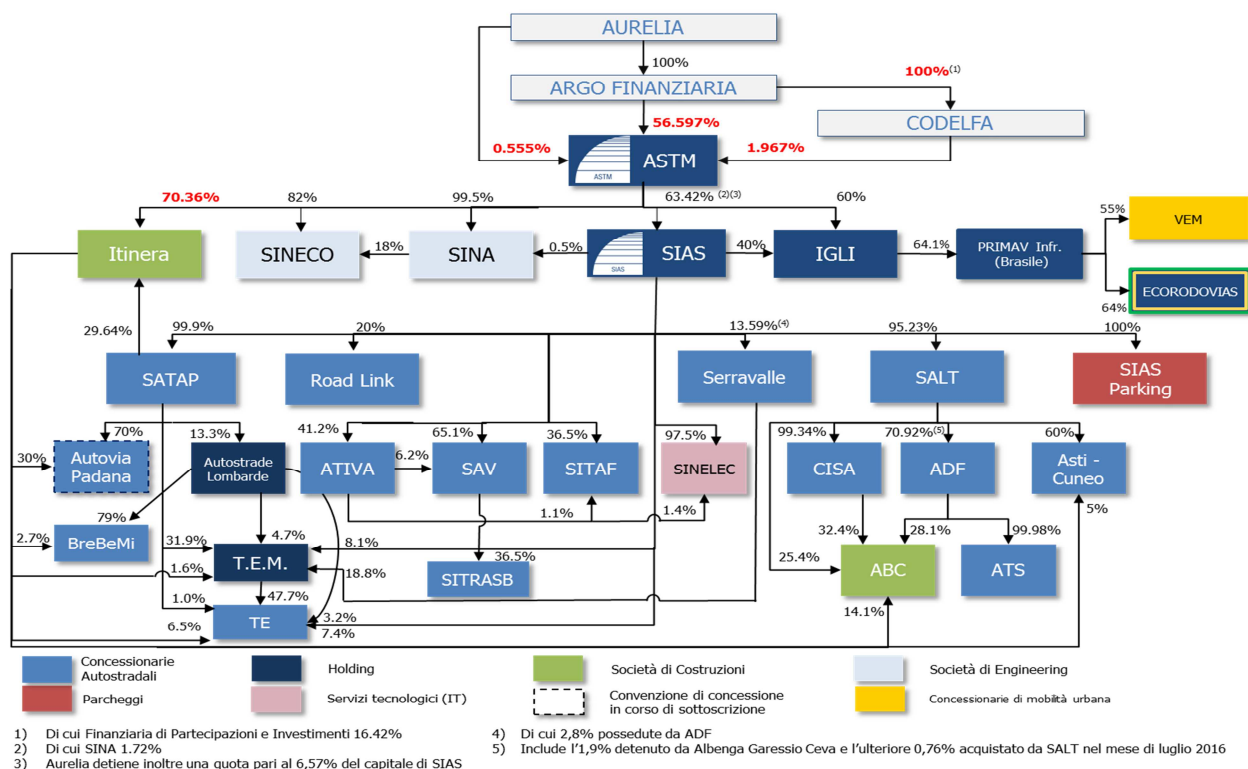 AURELIA
100%
ARGO FINANZIARIA
100%(1)
56.597%
CODELFA
0.555%
ASTM
ASTM
1.967%
70.36%
82%
99.5%
63.42% (2)(3)
60%
55%
VEM
Itinera
SINECO
18%
SINA
0.5%
SIAS
SIAS
40%
IGLI
64.1%
PRIMAV Infr.
(Brasile)
ECORODOVIAS
64%
29.64%
99.9%
20%
13.59%(4)
95.23%
100%
SATAP
Road Link
Serravalle
SALT
SIAS
Parking
70%
13.3%
41.2%
65.1%
36.5%
97.5%
99.34%
70.92%(5)
60%
30%
Autovia
Padana
Autostrade
Lombarde
ATIVA
6.2%
SAV
SITAF
SINELEC
CISA
ADF
Asti -
Cuneo
1.1%
1.4%
5%
79%
2.7%
BreBeMi
31.9%
4.7%
8.1%
36.5%
32.4%
28.1%
99.98%
T.E.M.
1.6%
18.8%
SITRASB
25.4%
ABC
ATS
47.7%
1.0%
14.1%
TE
3.2%
6.5%
7.4%
Concessionarie
Autostradali
Holding
Società di Costruzioni
Società di Engineering
Parcheggi
Servizi tecnologici (IT)
Convenzione di concessione
in corso di sottoscrizione
Concessionarie di mobilità urbana
1) Di cui Finanziaria di Partecipazioni e Investimenti 16.42%
2) Di cui SINA 1.72%
3) Aurelia detiene inoltre una quota pari al 6,57% del capitale di SIAS
4) Di cui 2,8% possedute da ADF
5) Include l'1,9% detenuto da Albenga Garessio Ceva e l'ulteriore 0,76% acquistato da SALT nel mese di luglio 2016